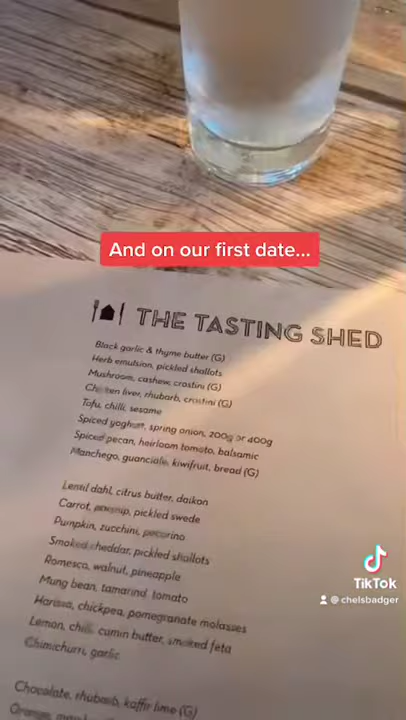 And on our first date...
THE TASTING SHED
Black garlic & thyme butter (G)
Herb emulsion, pickled shallots
Mushroom, cashew, crostini (G)
Chicken liver, rhubarb, crostini (G)
Tofu, chilli, sesame
Spiced yoghurt, spring onion, 200g or 400g
Spiced pecan, heirloom tomato, balsamic
Manchego, guanciale, kiwifruit, bread (G)
Lentil dahl, citrus butter, daikon
Carrot, parsnip, pickled swede
Pumpkin, zucchini, pecorino
Smoked cheddar, pickled shallots
Romesco, walnut, pineapple
Mung bean, tamarind, tomato
Harissa, chickpea, pomegranate molasses
Lemon, chilli, cumin butter, smoked feta
Chimichurri, garlic
Chocolate, rhubarb, kaffir lime (G)
Orange,
TikTok
@chelsbadger